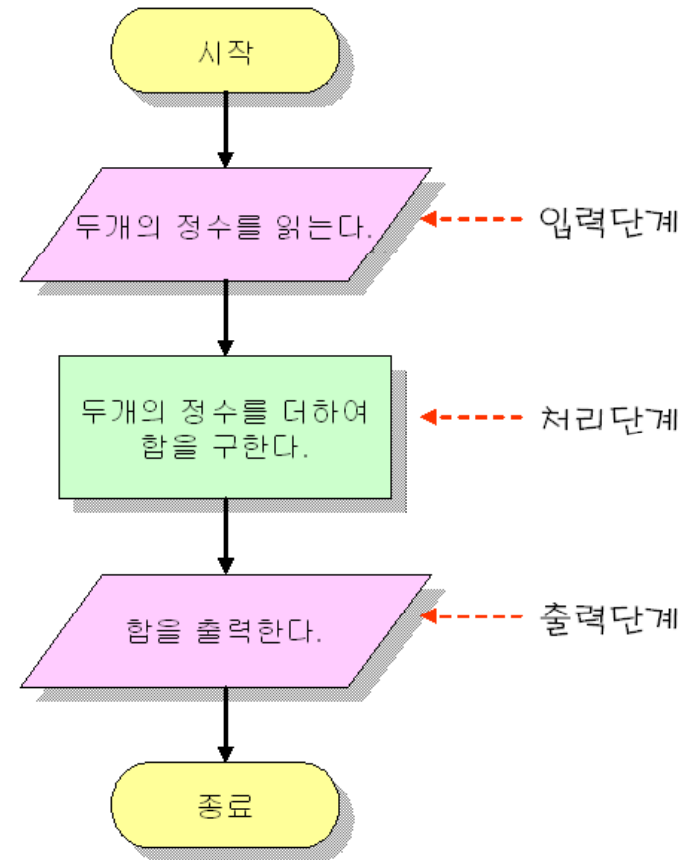 시작
두개의 정수를 읽는다.
입력단계
두개의 정수를 더하여
합을 구한다.
처리단계
합을 출력한다.
출력단계
종료